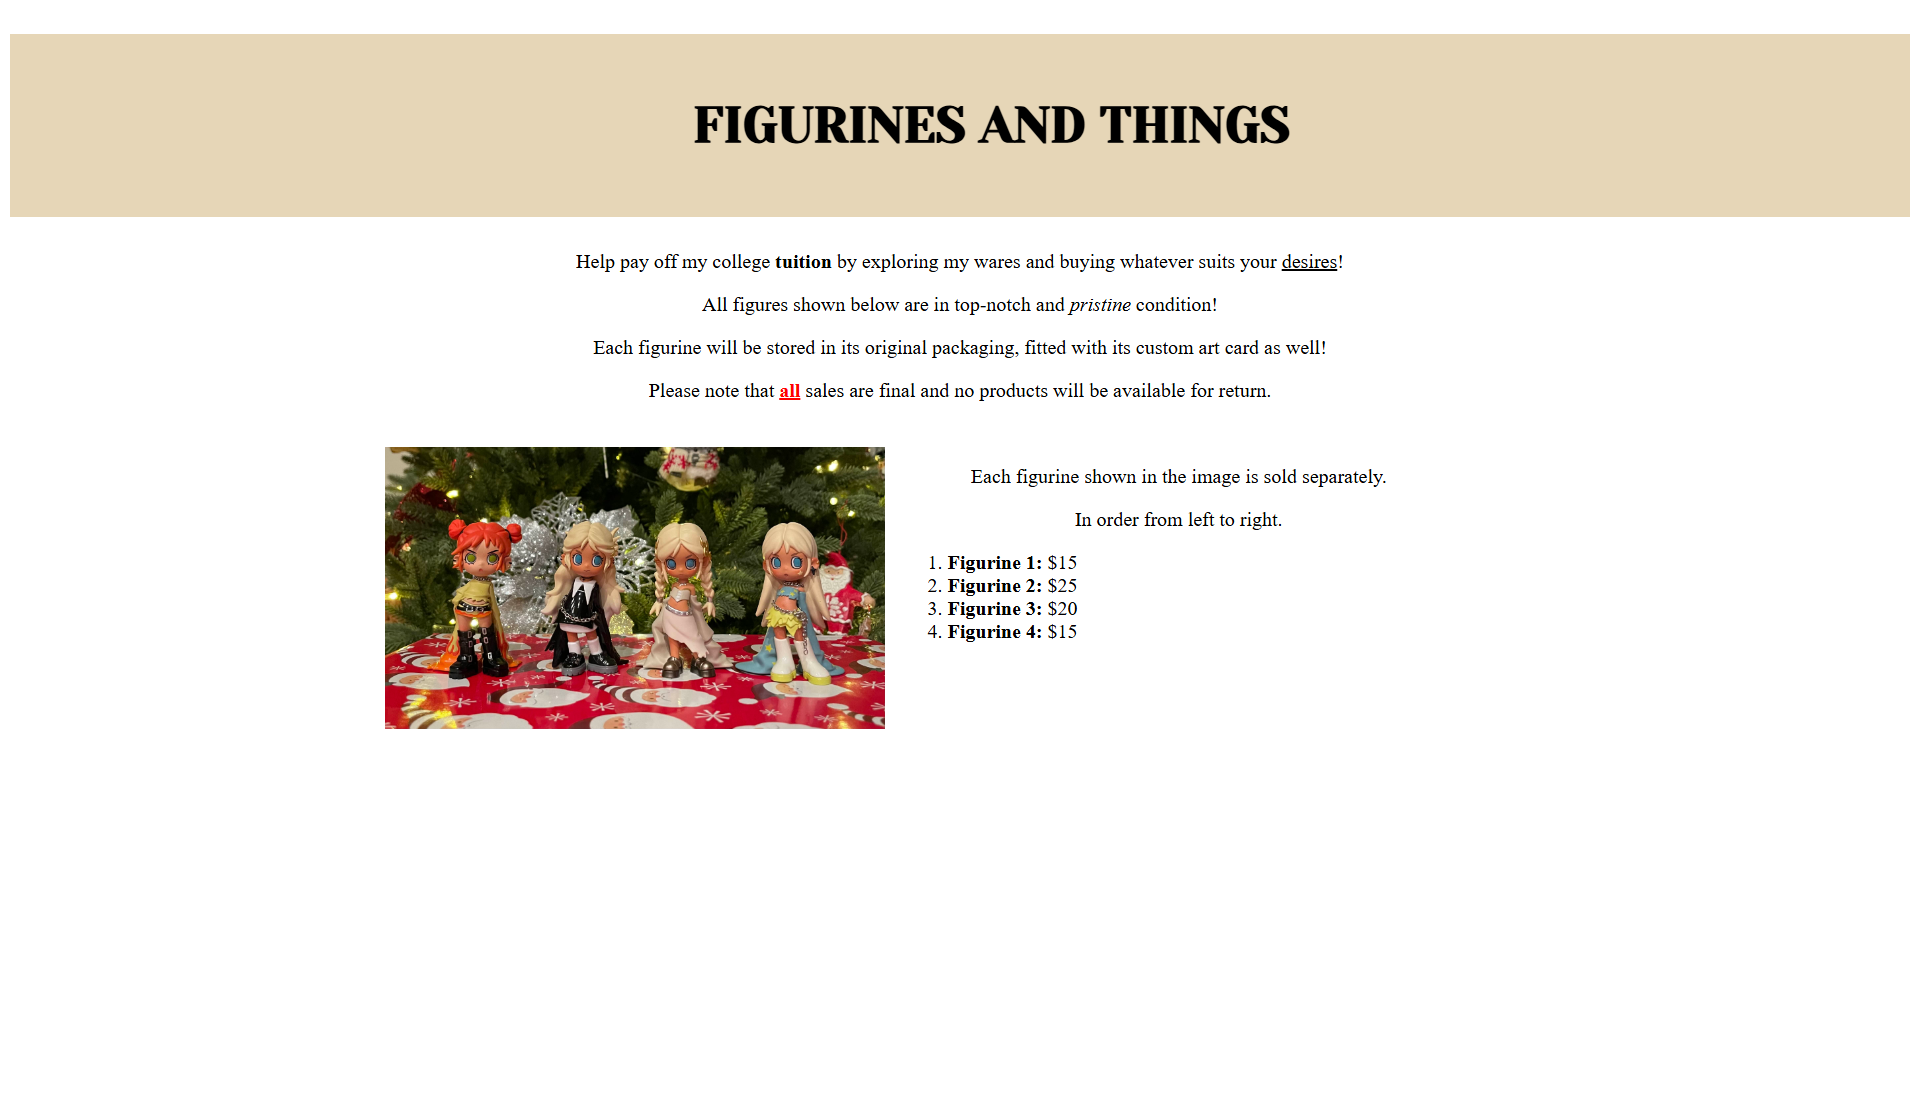 FIGURINES AND THINGS
Help pay off my college tuition by exploring my wares and buying whatever suits your desires!
All figures shown below are in top-notch and pristine condition!
Each figurine will be stored in its original packaging, fitted with its custom art card as well!
Please note that all sales are final and no products will be available for return.
Each figurine shown in the image is sold separately.
In order from left to right.
1. Figurine 1: $15
2. Figurine 2: $25
3. Figurine 3: $20
4. Figurine 4: $15